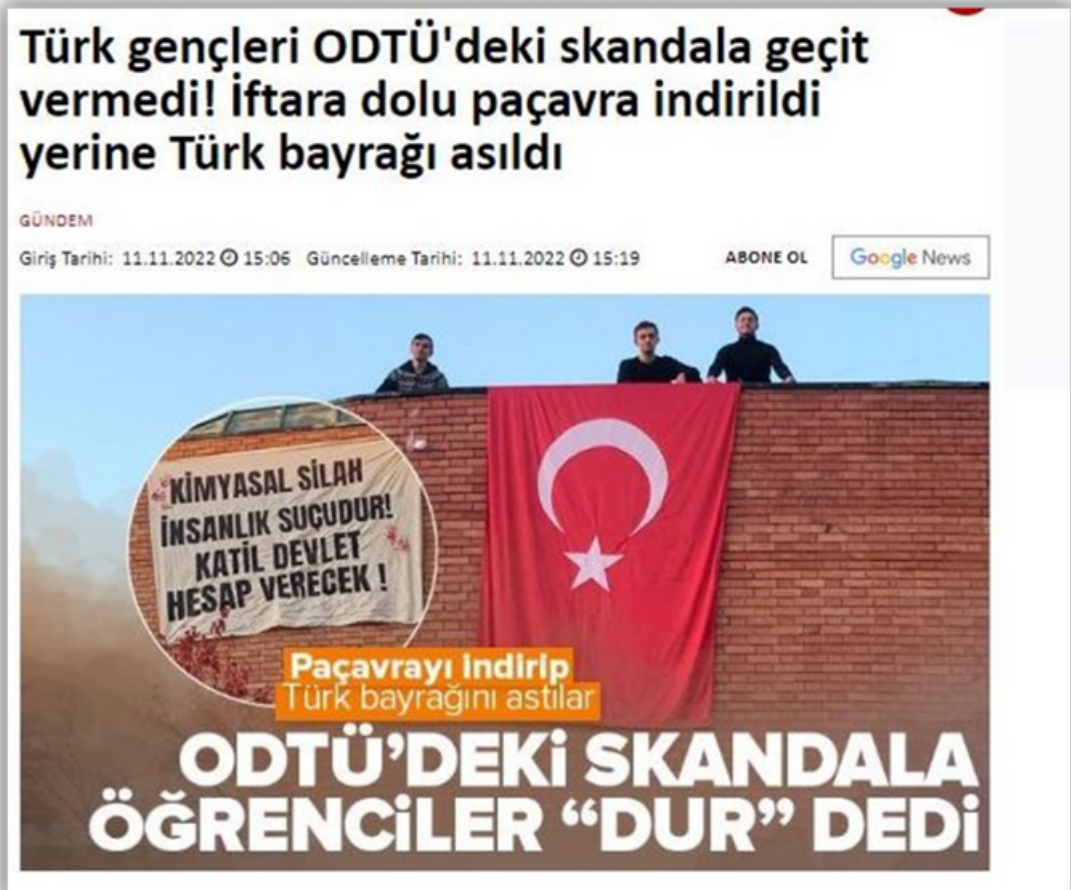 Türk gençleri ODTÜ'deki skandala geçit
vermedi! İftara dolu paçavra indirildi
yerine Türk bayrağı asıldı
GÜNDEM
Giriş Tarihi: 11.11.2022 15:06 Güncelleme Tarihi: 11.11.2022 15:19
ABONE OL
Google News
KİMYASAL SİLAH
İNSANLIK SUÇUDUR!
KATİL DEVLET
HESAP VERECEK !
Paçavrayı indirip
Türk bayrağını astılar
ODTÜ'DEKİ SKANDALA
ÖĞRENCİLER “DUR” DEDİ